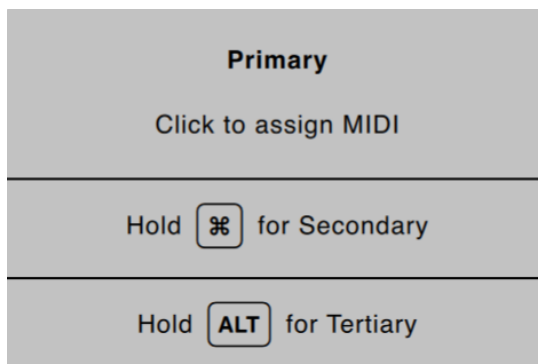 Primary
Click to assign MIDI
Hold ⌘ for Secondary
Hold ALT for Tertiary